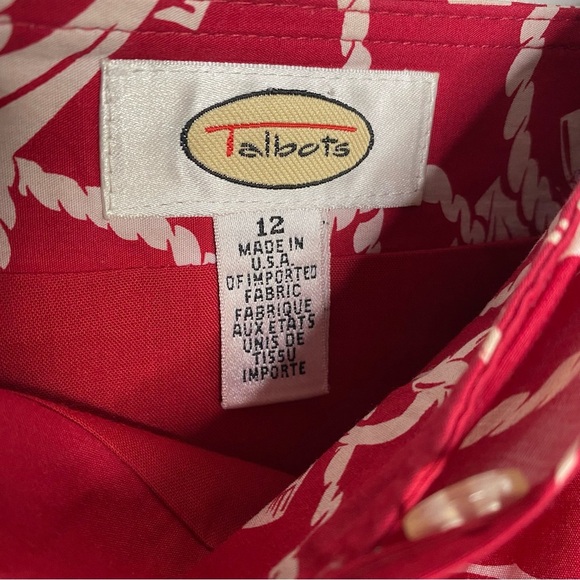 Talbots
12
MADE IN
U.S.A.
OF IMPORTED
FABRIC
FABRIQUE
AUX ETATS
UNIS DE
TISSU
IMPORTE